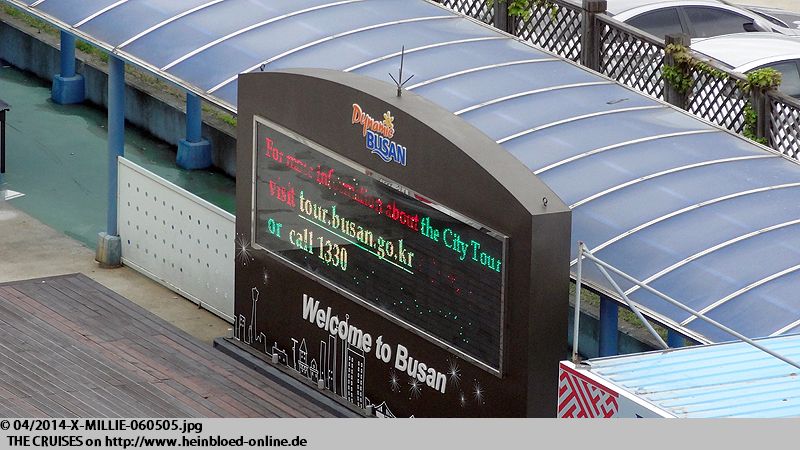 Dynamic
BUSAN
For more information about the City Tour
visit tour.busan.go.kr
or call 1330
Welcome to Busan
© 04/2014-X-MILLIE-060505.jpg
THE CRUISES on http://www.heinbloed-online.de